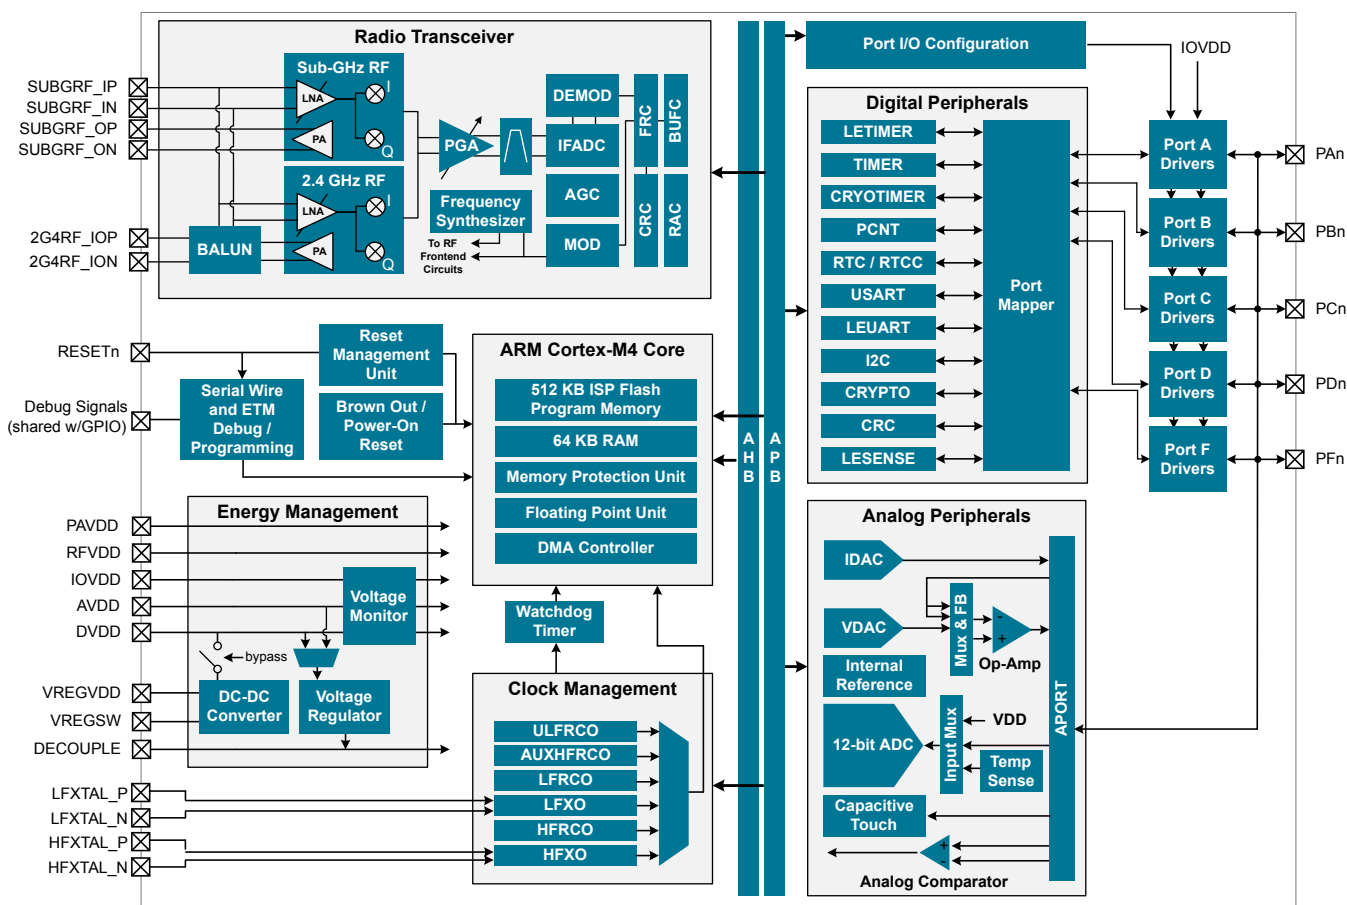 Radio Transceiver
SUBGRF_IP
SUBGRF_IN
SUBGRF_OP
SUBGRF_ON
2G4RF_IOP
2G4RF_ION
Sub-GHz RF
LNA
I
PA
Q
2.4 GHz RF
LNA
I
PA
Q
BALUN
PGA
Frequency
Synthesizer
To RF
Frontend
Circuits
DEMOD
IFADC
AGC
MOD
FRC
BUFC
CRC
RAC
RESETn
Debug Signals
(shared w/GPIO)
Reset
Management
Unit
Serial Wire
and ETM
Debug /
Programming
Brown Out /
Power-On
Reset
ARM Cortex-M4 Core
512 KB ISP Flash
Program Memory
64 KB RAM
Memory Protection Unit
Floating Point Unit
DMA Controller
Watchdog
Timer
Energy Management
PAVDD
RFVDD
IOVDD
AVDD
DVDD
VREGVDD
VREGSW
DECOUPLE
Voltage
Monitor
bypass
DC-DC
Converter
Voltage
Regulator
Clock Management
LFXTAL_P
LFXTAL_N
HFXTAL_P
HFXTAL_N
ULFRCO
AUXHFRCO
LFRCO
LFXO
HFRCO
HFXO
A
H
B
A
P
B
Port I/O Configuration
IOVDD
Digital Peripherals
LETIMER
TIMER
CRYOTIMER
PCNT
RTC / RTCC
USART
LEUART
I2C
CRYPTO
CRC
LESENSE
Port
Mapper
Port A
Drivers
Port B
Drivers
Port C
Drivers
Port D
Drivers
Port F
Drivers
PAn
PBn
PCn
PDn
PFn
Analog Peripherals
IDAC
VDAC
Mux & FB
-
+
Op-Amp
Internal
Reference
12-bit ADC
Input Mux
VDD
Temp
Sense
Capacitive
Touch
+
-
Analog Comparator
APORT